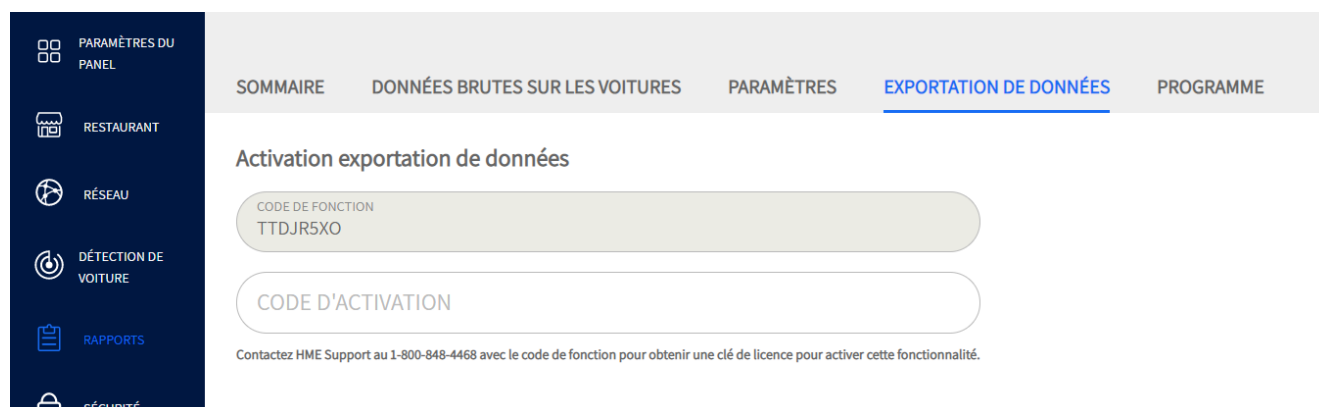 PARAMÈTRES DU
PANEL
RESTAURANT
RÉSEAU
DÉTECTION DE
VOITURE
RAPPORTS
SÉCURITÉ
SOMMAIRE DONNÉES BRUTES SUR LES VOITURES PARAMÈTRES EXPORTATION DE DONNÉES PROGRAMME
Activation exportation de données
CODE DE FONCTION
TTDJR5XO
CODE D'ACTIVATION
Contactez HME Support au 1-800-848-4468 avec le code de fonction pour obtenir une clé de licence pour activer cette fonctionnalité.